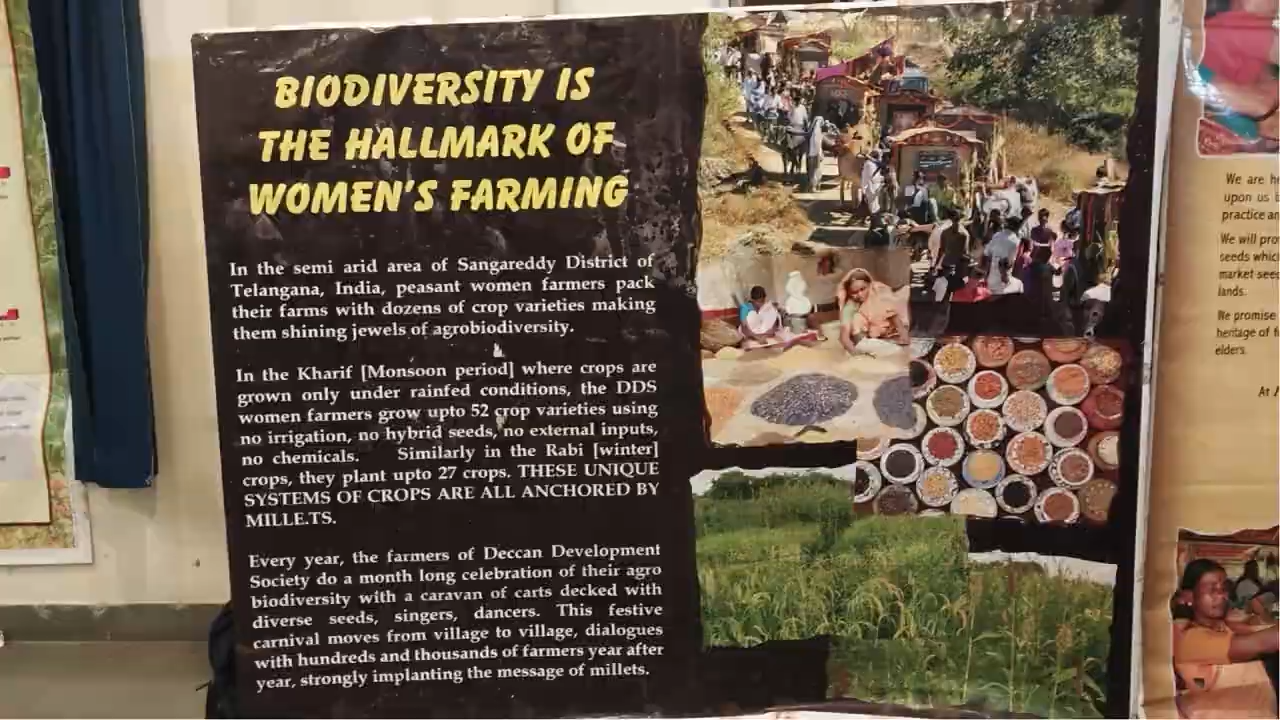 BIODIVERSITY IS
THE HALLMARK OF
WOMEN'S FARMING
In the semi arid area of Sangareddy District of
Telangana, India, peasant women farmers pack
their farms with dozens of crop varieties making
them shining jewels of agrobiodiversity.
In the Kharif [Monsoon period] where crops are
grown only under rainfed conditions, the DDS
women farmers grow upto 52 crop varieties using
no irrigation, no hybrid seeds, no external inputs,
no chemicals. Similarly in the Rabi [winter]
crops, they plant upto 27 crops. THESE UNIQUE
SYSTEMS OF CROPS ARE ALL ANCHORED BY
MILLE.TS.
Every year, the farmers of Deccan Development
Society do a month long celebration of their agro
biodiversity with a caravan of carts decked with
diverse seeds, singers, dancers. This festive
carnival moves from village to village, dialogues
with hundreds and thousands of farmers year after
year, strongly implanting the message of millets.
We are
upon us
practice
We will
seeds
market
lands.
We promise
heritage of
elders.
At